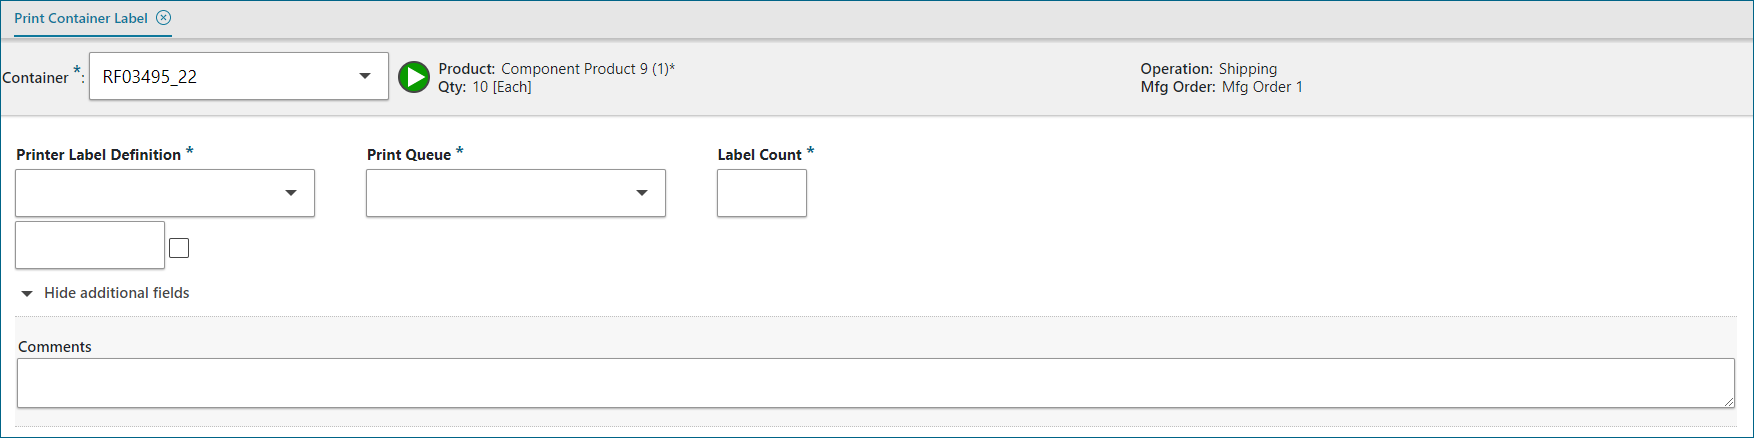 Print Container Label
Container *: RF03495_22
Product: Component Product 9 (1)*
Qty: 10 [Each]
Operation: Shipping
Mfg Order: Mfg Order 1
Printer Label Definition * Print Queue * Label Count *
Hide additional fields
Comments